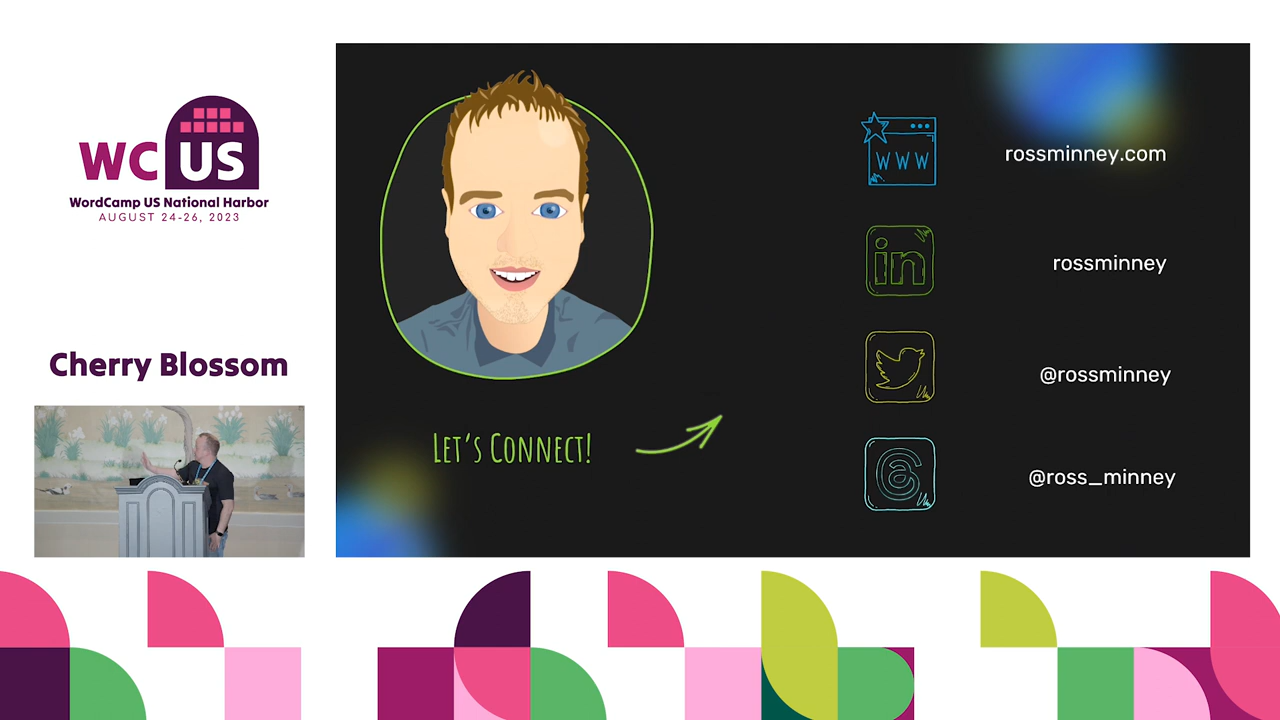 WC US
WordCamp US National Harbor
AUGUST 24-26, 2023
Cherry Blossom
Let's Connect!
WWW
rossminney.com
in
rossminney
@rossminney
@ross_minney